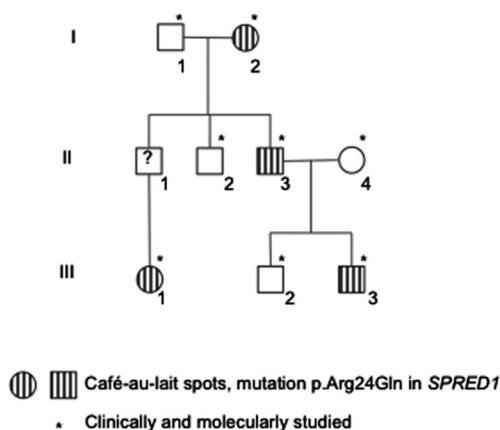 I
* *
1 2
* * *
II ?
1 2 3 4
* * *
III
1 2 3
Café-au-lait spots, mutation p.Arg24Gln in SPRED1
* Clinically and molecularly studied